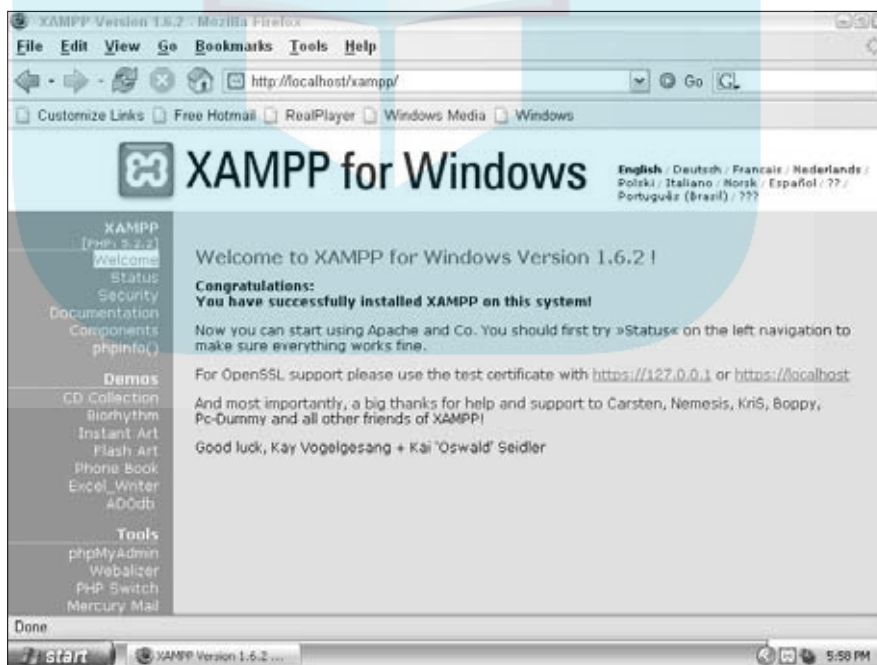 XAMPP Version 1.6.2 - Mozilla Firefox
File Edit View Go Bookmarks Tools Help
http://localhost/xampp/ Go
Customize Links Free Hotmail RealPlayer Windows Media Windows
XAMPP for Windows
English / Deutsch / Francais / Nederlands /
Polski / Italiano / Norsk / Español / ?? /
Português (Brasil) / ???
XAMPP
[PHP: 5.2.2]
Welcome
Status
Security
Documentation
Components
phpinfo()
Demos
CD Collection
Biorhythm
Instant Art
Flash Art
Phone Book
Excel_Writer
ADOdb
Tools
phpMyAdmin
Webalizer
PHP Switch
Mercury Mail
Welcome to XAMPP for Windows Version 1.6.2 !
Congratulations:
You have successfully installed XAMPP on this system!
Now you can start using Apache and Co. You should first try »Status« on the left navigation to
make sure everything works fine.
For OpenSSL support please use the test certificate with https://127.0.0.1 or https://localhost
And most importantly, a big thanks for help and support to Carsten, Nemesis, KriS, Boppy,
Pc-Dummy and all other friends of XAMPP!
Good luck, Kay Vogelgesang + Kai 'Oswald' Seidler
Done
start XAMPP Version 1.6.2 ... 5:58 PM